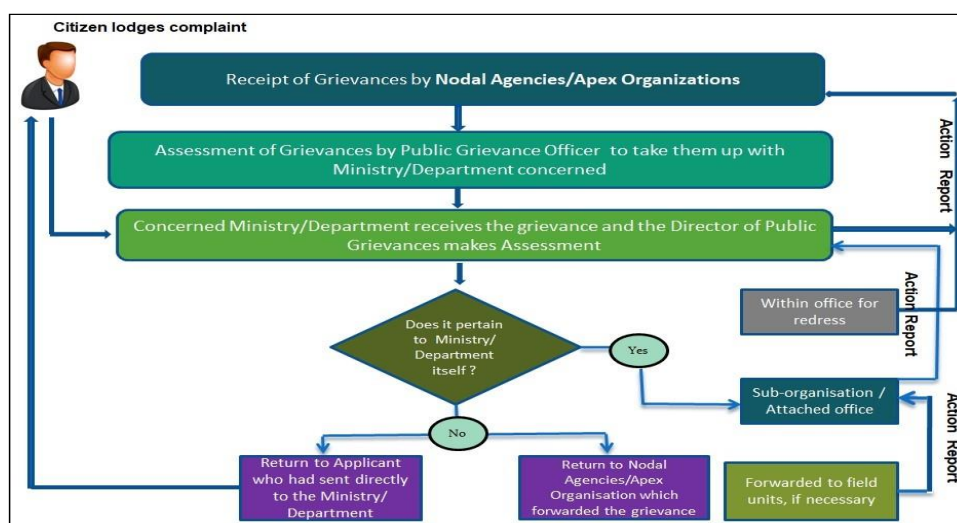 Citizen lodges complaint
Receipt of Grievances by Nodal Agencies/Apex Organizations
Assessment of Grievances by Public Grievance Officer to take them up with
Ministry/Department concerned
Concerned Ministry/Department receives the grievance and the Director of Public
Grievances makes Assessment
Action Report
Does it pertain
to Ministry/
Department
itself ?
Yes
No
Within office for
redress
Action Report
Sub-organisation /
Attached office
Action Report
Return to Applicant
who had sent directly
to the Ministry/
Department
Return to Nodal
Agencies/Apex
Organisation which
forwarded the grievance
Forwarded to field
units, if necessary